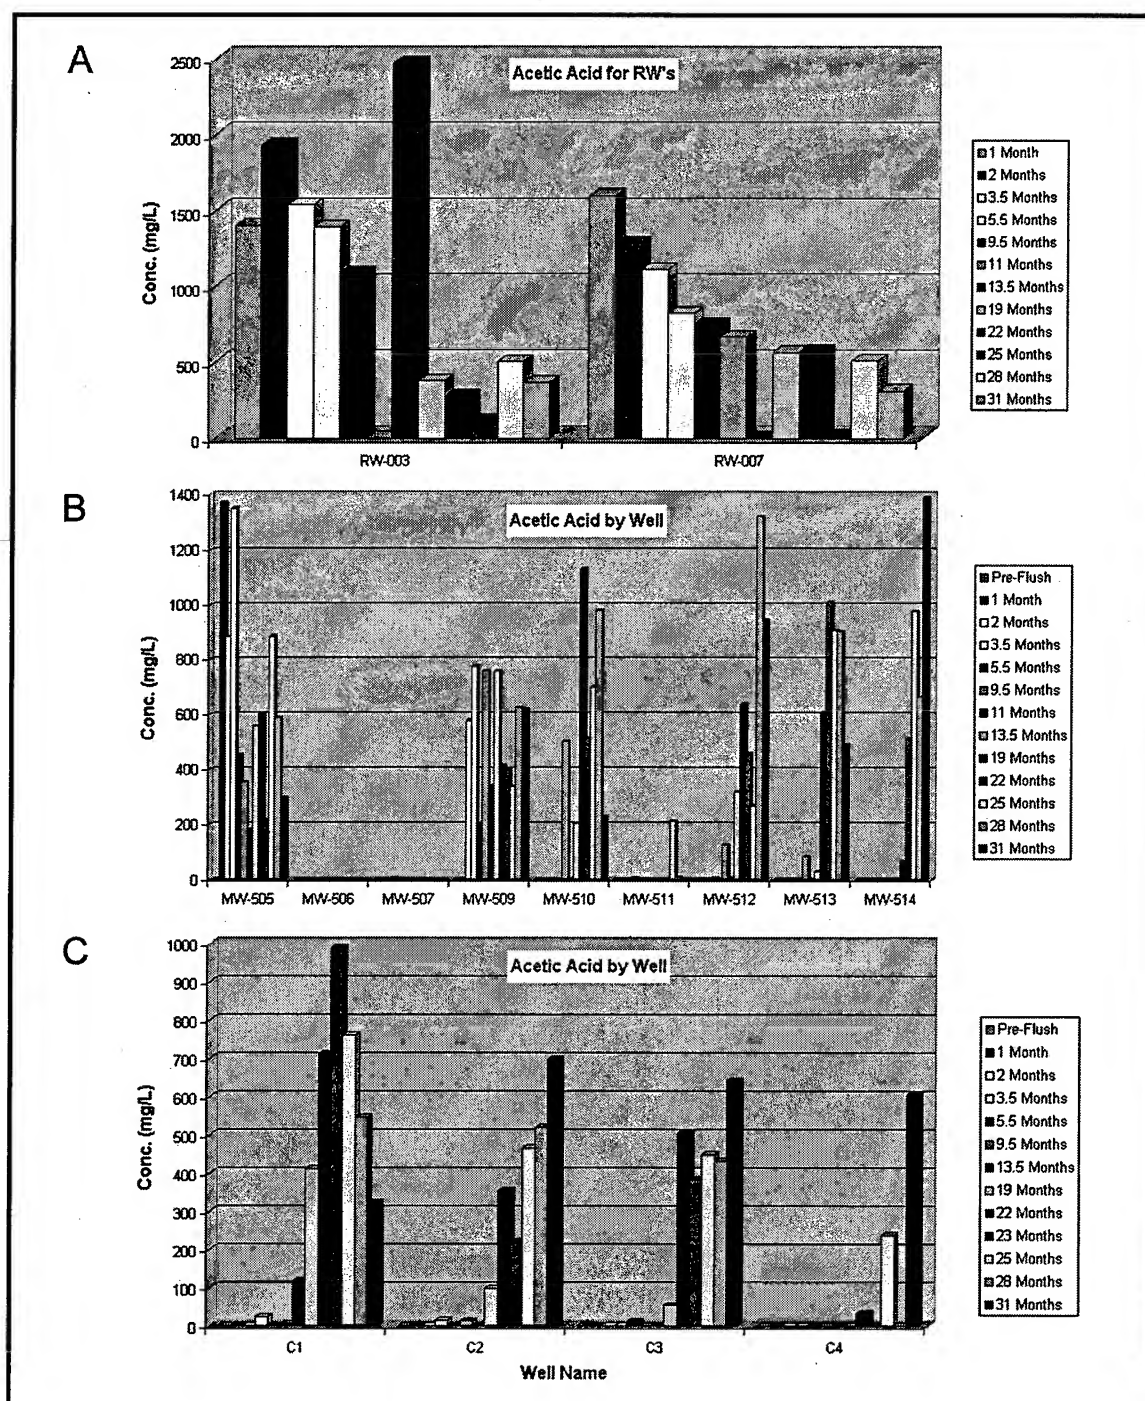 A
Acetic Acid for RW's
Conc. (mg/L)
2500
2000
1500
1000
500
0
RW-003
RW-007
1 Month
2 Months
3.5 Months
5.5 Months
9.5 Months
11 Months
13.5 Months
19 Months
22 Months
25 Months
28 Months
31 Months
B
Acetic Acid by Well
Conc. (mg/L)
1400
1200
1000
800
600
400
200
0
MW-505
MW-506
MW-507
MW-509
MW-510
MW-511
MW-512
MW-513
MW-514
Pre-Flush
1 Month
2 Months
3.5 Months
5.5 Months
9.5 Months
11 Months
13.5 Months
19 Months
22 Months
25 Months
28 Months
31 Months
C
Acetic Acid by Well
Conc. (mg/L)
1000
900
800
700
600
500
400
300
200
100
0
C1
C2
C3
C4
Well Name
Pre-Flush
1 Month
2 Months
3.5 Months
5.5 Months
9.5 Months
13.5 Months
19 Months
22 Months
23 Months
25 Months
28 Months
31 Months